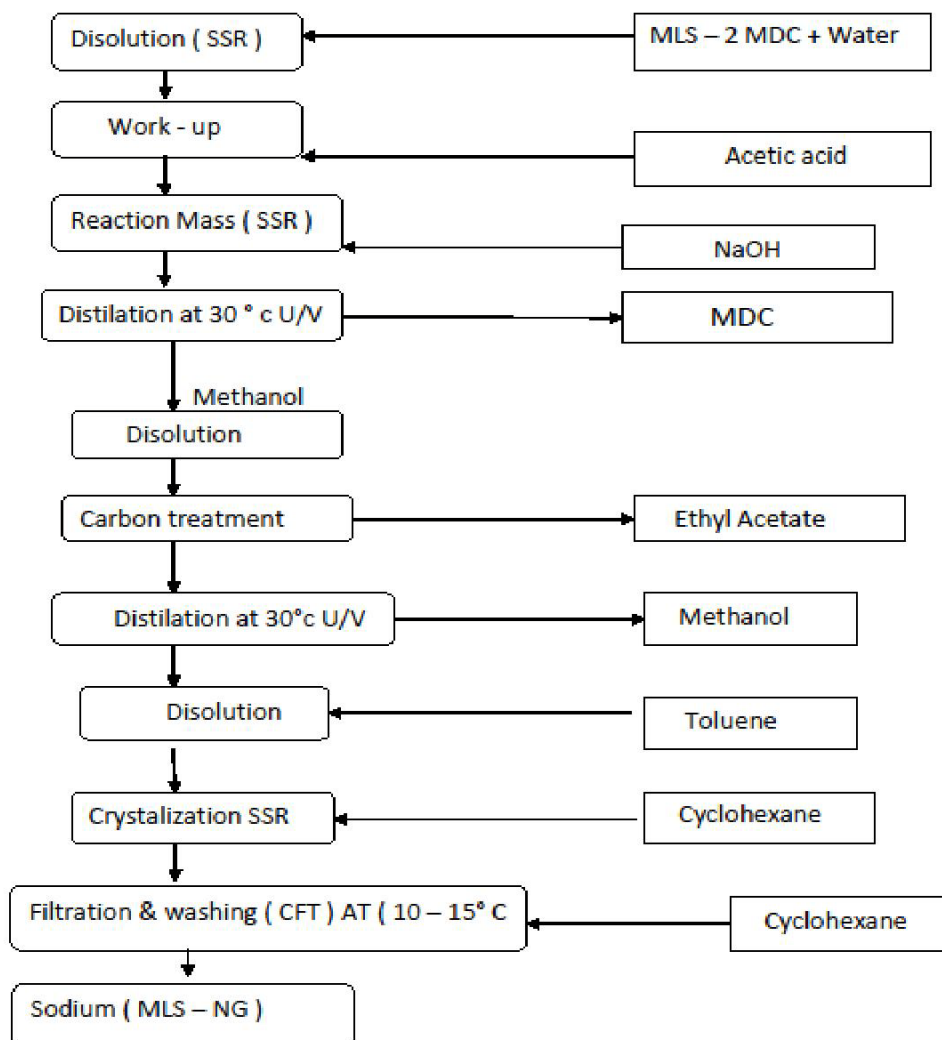 Disolution ( SSR )
MLS – 2 MDC + Water
Work - up
Acetic acid
Reaction Mass ( SSR )
NaOH
Distilation at 30 ° c U/V
MDC
Methanol
Disolution
Carbon treatment
Ethyl Acetate
Distilation at 30°c U/V
Methanol
Disolution
Toluene
Crystalization SSR
Cyclohexane
Filtration & washing ( CFT ) AT ( 10 – 15° C
Cyclohexane
Sodium ( MLS – NG )